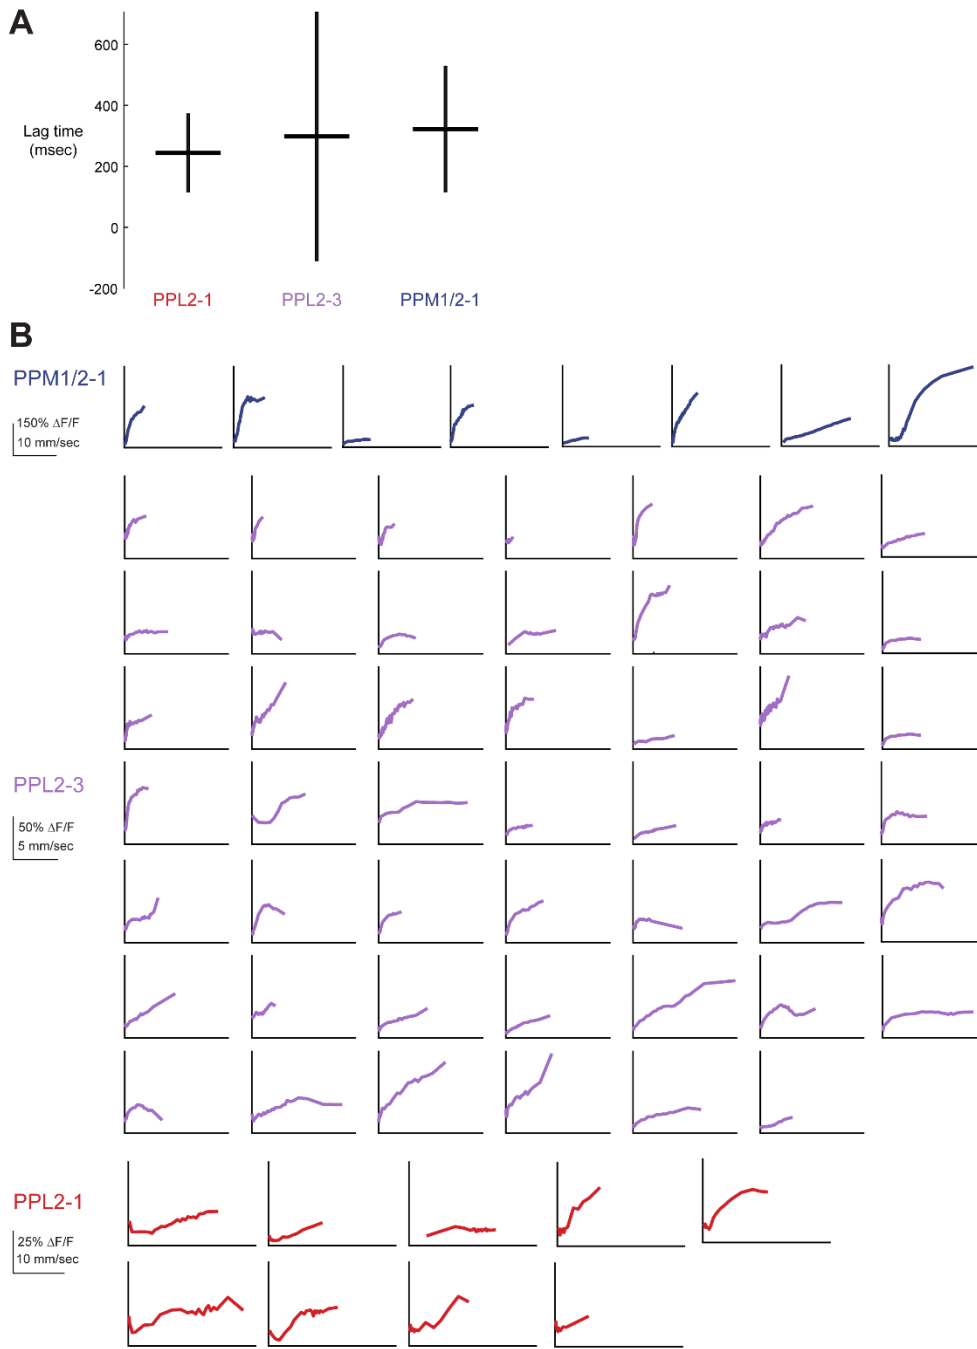 A
600
400
Lag time
(msec)
200
0
-200
PPL2-1 PPL2-3 PPM1/2-1
B
PPM1/2-1
150% ΔF/F
10 mm/sec
PPL2-3
50% ΔF/F
5 mm/sec
PPL2-1
25% ΔF/F
10 mm/sec